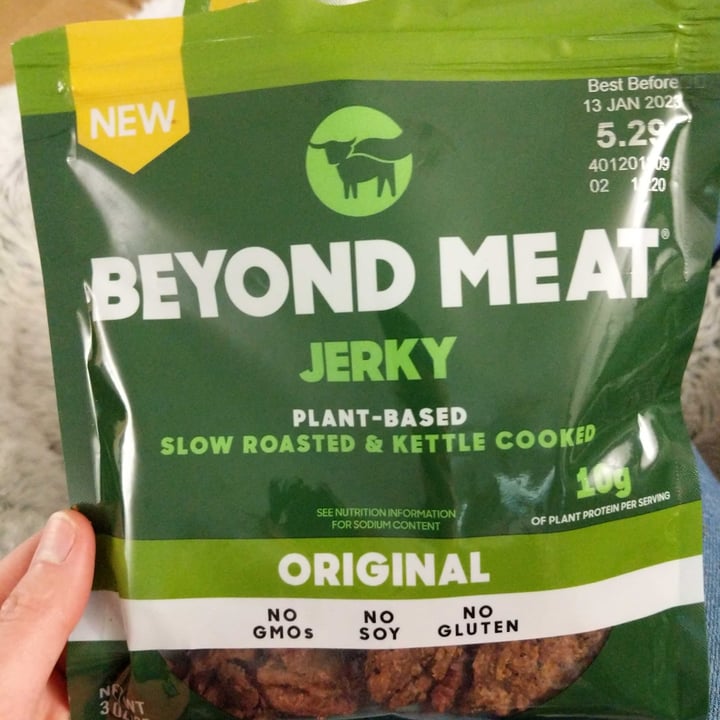 NEW
Best Before
13 JAN 2023
5.29
02
BEYOND MEAT®
JERKY
PLANT-BASED
SLOW ROASTED & KETTLE COOKED
10g
OF PLANT PROTEIN PER SERVING
SEE NUTRITION INFORMATION
FOR SODIUM CONTENT
ORIGINAL
NO
GMOs
NO
SOY
NO
GLUTEN